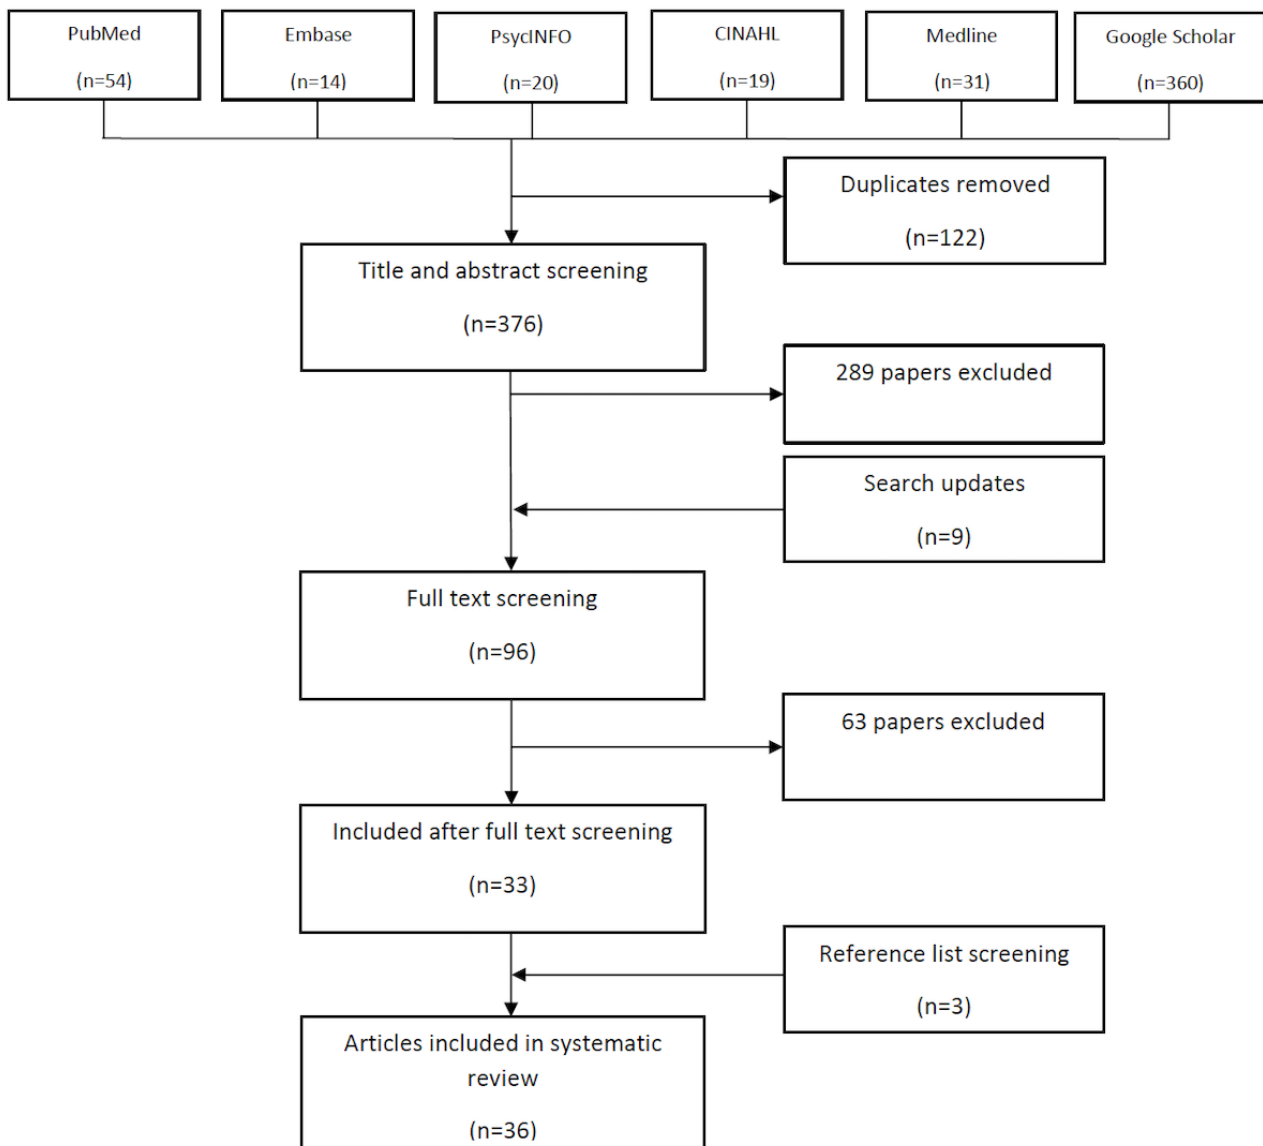 PubMed
(n=54)
Embase
(n=14)
PsycINFO
(n=20)
CINAHL
(n=19)
Medline
(n=31)
Google Scholar
(n=360)
Duplicates removed
(n=122)
Title and abstract screening
(n=376)
289 papers excluded
Search updates
(n=9)
Full text screening
(n=96)
63 papers excluded
Included after full text screening
(n=33)
Reference list screening
(n=3)
Articles included in systematic
review
(n=36)